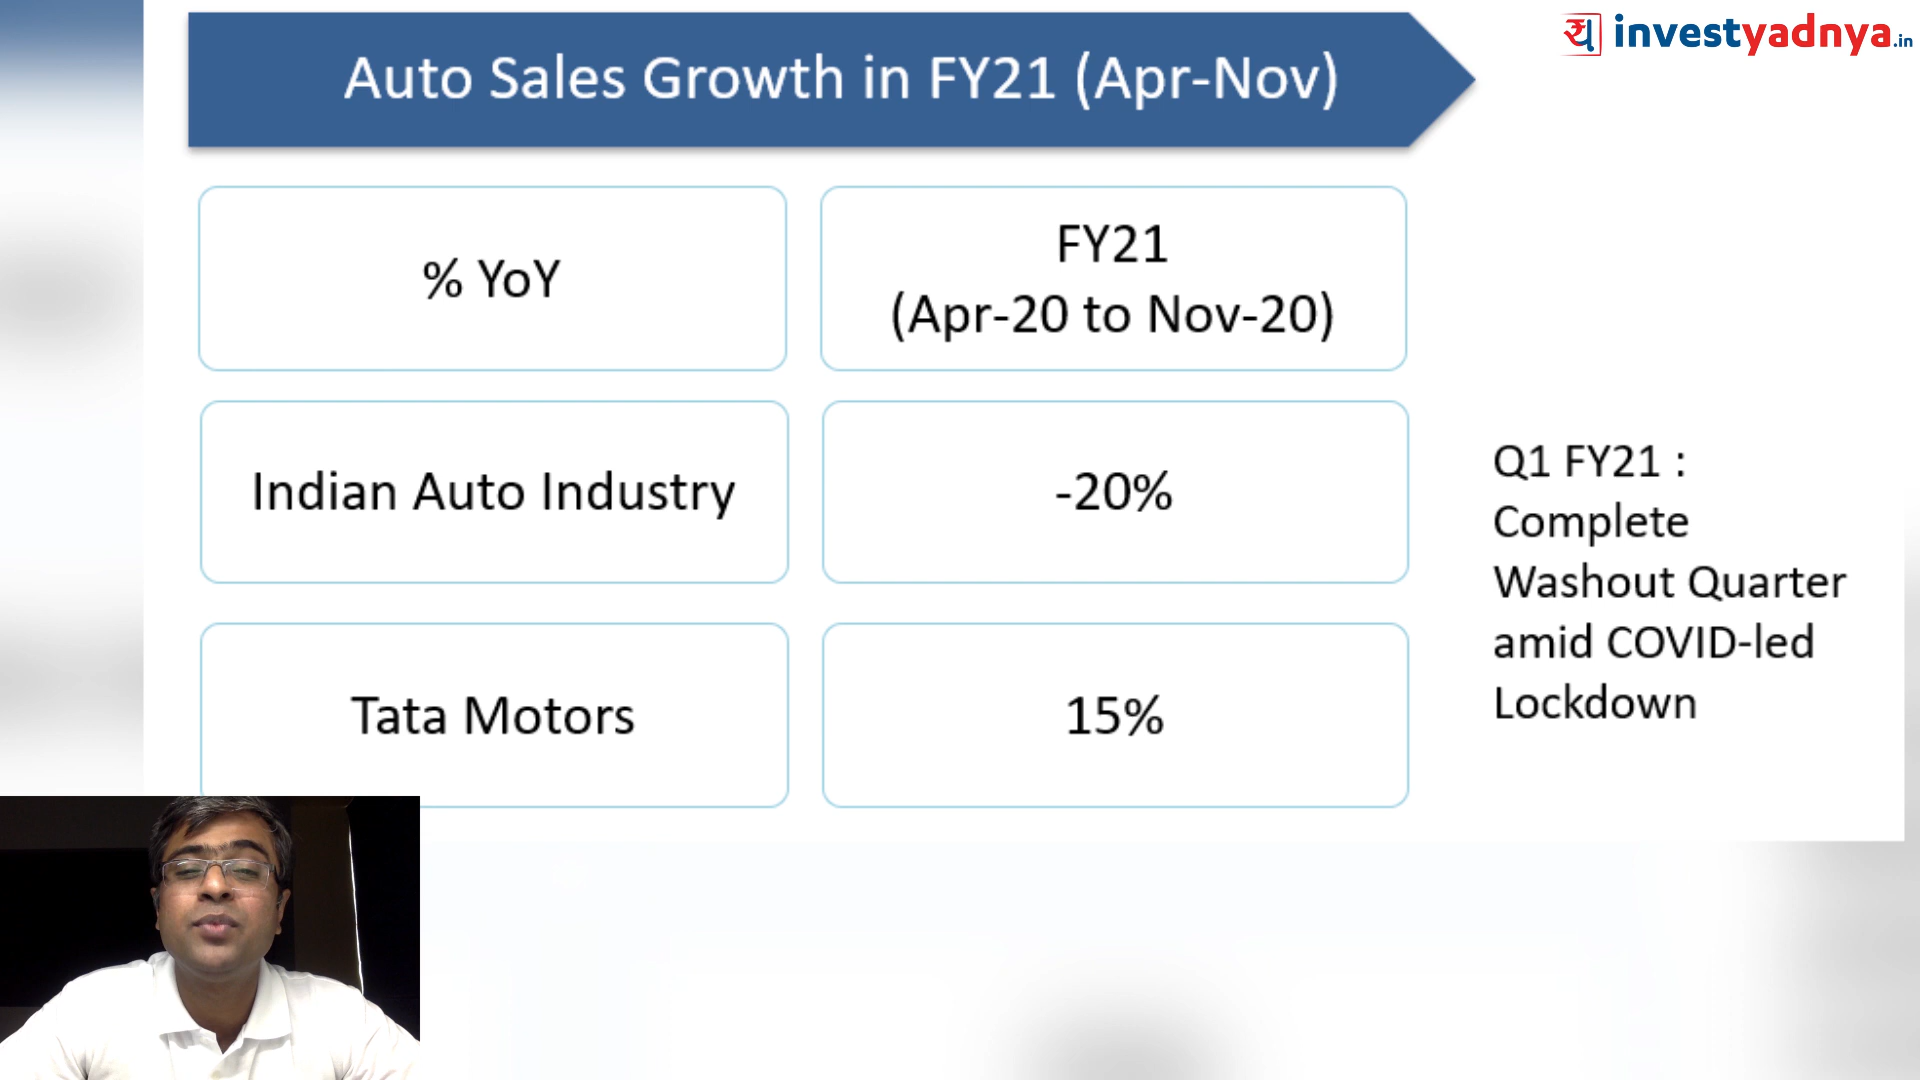 Auto Sales Growth in FY21 (Apr-Nov)
investyadnya.in
% YoY
FY21
(Apr-20 to Nov-20)
Indian Auto Industry
-20%
Tata Motors
15%
Q1 FY21 :
Complete
Washout Quarter
amid COVID-led
Lockdown